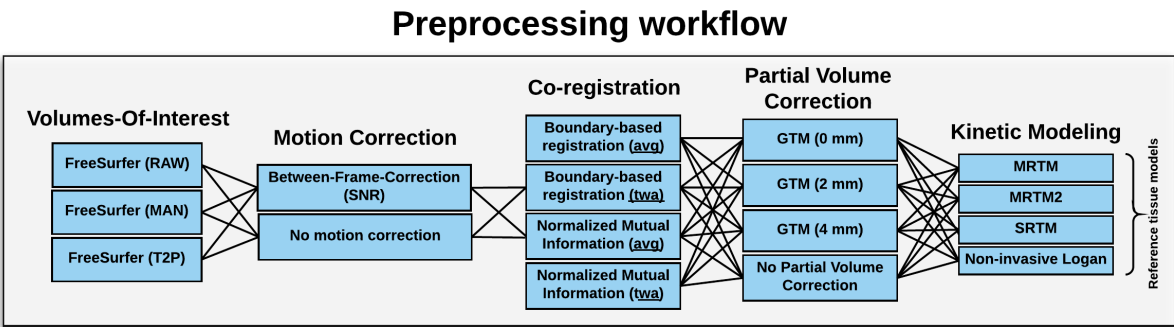 Preprocessing workflow
Volumes-Of-Interest
FreeSurfer (RAW)
FreeSurfer (MAN)
FreeSurfer (T2P)
Motion Correction
Between-Frame-Correction
(SNR)
No motion correction
Co-registration
Boundary-based
registration (avg)
Boundary-based
registration (twa)
Normalized Mutual
Information (avg)
Normalized Mutual
Information (twa)
Partial Volume
Correction
GTM (0 mm)
GTM (2 mm)
GTM (4 mm)
No Partial Volume
Correction
Kinetic Modeling
MRTM
MRTM2
SRTM
Non-invasive Logan
Reference tissue models